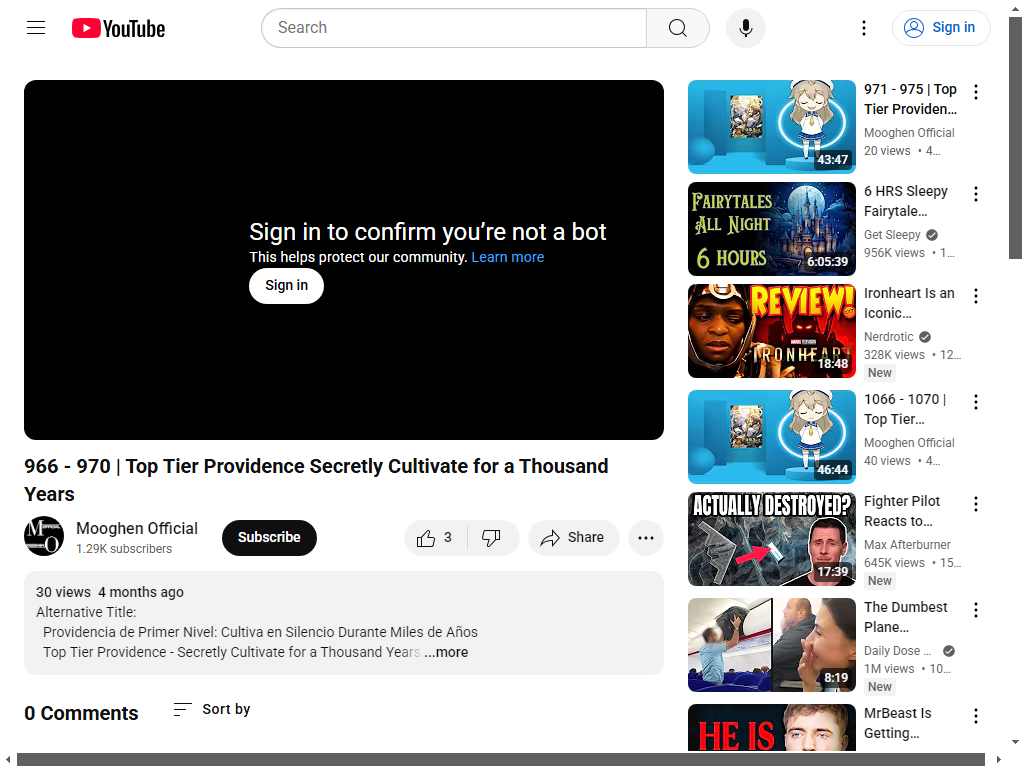 YouTube
Search
Sign in
Sign in to confirm you're not a bot
This helps protect our community. Learn more
Sign in
966 - 970 | Top Tier Providence Secretly Cultivate for a Thousand
Years
Mooghen Official
1.29K subscribers
Subscribe
3
Share
30 views 4 months ago
Alternative Title:
Providencia de Primer Nivel: Cultiva en Silencio Durante Miles de Años
Top Tier Providence - Secretly Cultivate for a Thousand Years ...more
0 Comments
Sort by
43:47
971 - 975 | Top
Tier Providen...
Mooghen Official
20 views • 4...
FAIRYTALES
ALL NIGHT
6 HOURS
6:05:39
6 HRS Sleepy
Fairytale...
Get Sleepy
956K views • 1...
REVIEW!
MARVEL TELEVISION
IRONHEART
18:48
Ironheart Is an
Iconic...
Nerdrotic
328K views • 12...
New
46:44
1066 - 1070 |
Top Tier...
Mooghen Official
40 views • 4...
ACTUALLY DESTROYED?
17:39
Fighter Pilot
Reacts to...
Max Afterburner
645K views • 15...
New
8:19
The Dumbest
Plane...
Daily Dose ...
1M views • 10...
New
HE IS
MrBeast Is
Getting...